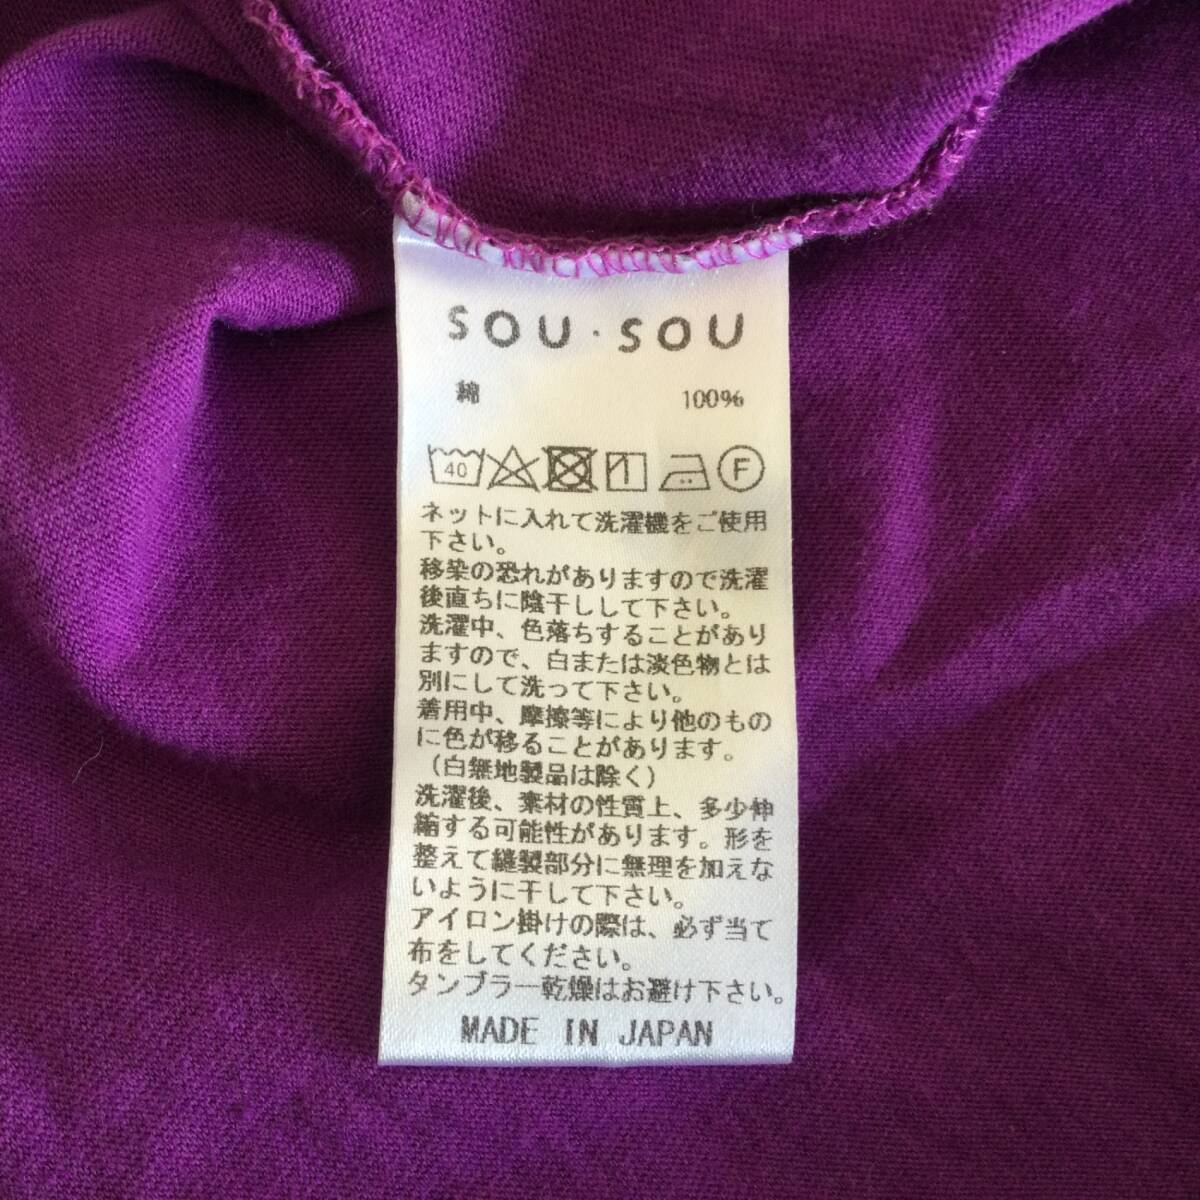 SOU・SOU
綿 100%
40 F
ネットに入れて洗濯機をご使用
下さい。
移染の恐れがありますので洗濯
後直ちに陰干しして下さい。
洗濯中、色落ちすることがあり
ますので、白または淡色物とは
別にして洗って下さい。
着用中、摩擦等により他のもの
に色が移ることがあります。
（白無地製品は除く）
洗濯後、素材の性質上、多少伸
縮する可能性があります。形を
整えて縫製部分に無理を加えな
いように干して下さい。
アイロン掛けの際は、必ず当て
布をしてください。
タンブラー乾燥はお避け下さい。
MADE IN JAPAN